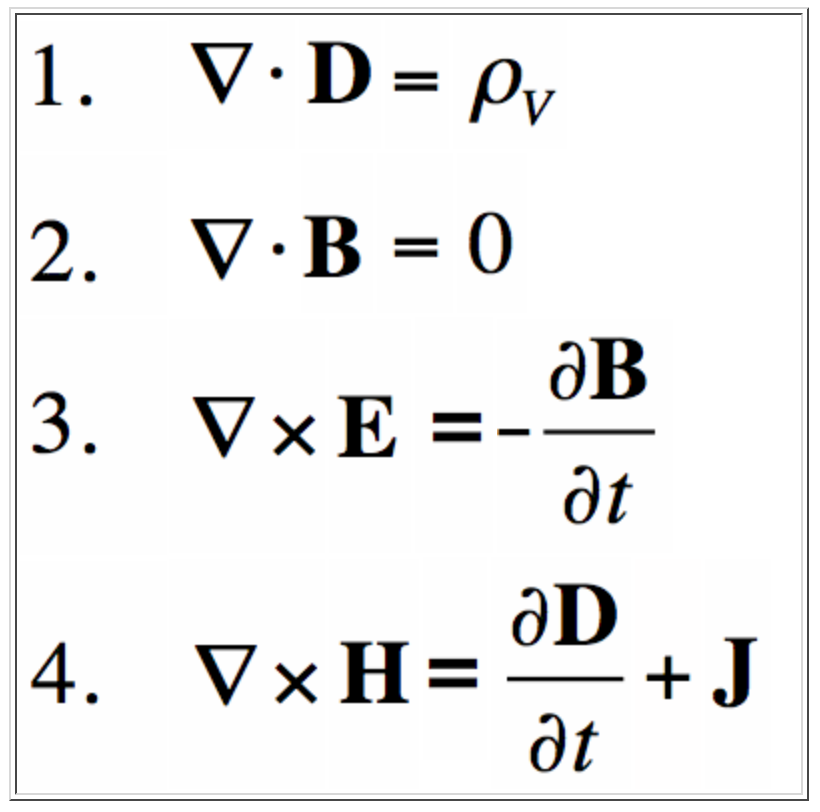 1. ∇ · D = ρ_V
2. ∇ · B = 0
3. ∇ × E = -∂B/∂t
4. ∇ × H = ∂D/∂t + J